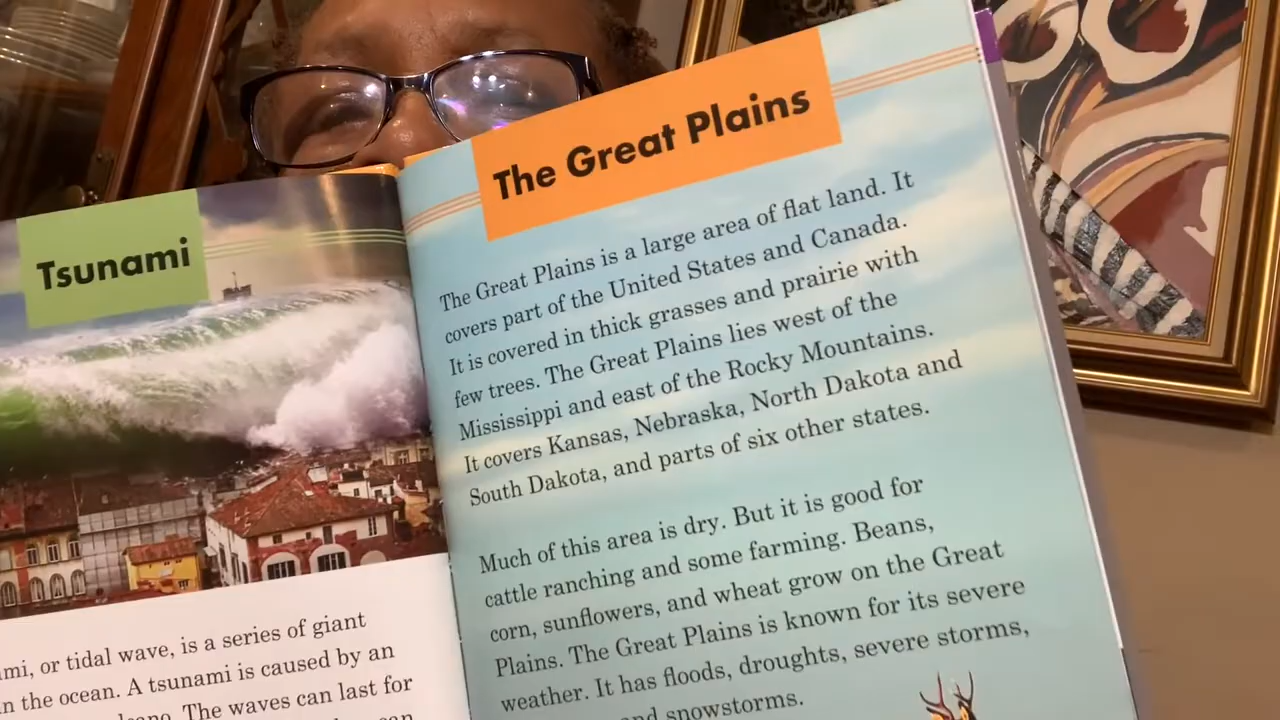 Tsunami
mi, or tidal wave, is a series of giant
n the ocean. A tsunami is caused by an
The waves can last for
The Great Plains
The Great Plains is a large area of flat land. It
covers part of the United States and Canada.
It is covered in thick grasses and prairie with
few trees. The Great Plains lies west of the
Mississippi and east of the Rocky Mountains.
It covers Kansas, Nebraska, North Dakota and
South Dakota, and parts of six other states.
Much of this area is dry. But it is good for
cattle ranching and some farming. Beans,
corn, sunflowers, and wheat grow on the Great
Plains. The Great Plains is known for its severe
weather. It has floods, droughts, severe storms,
and snowstorms.